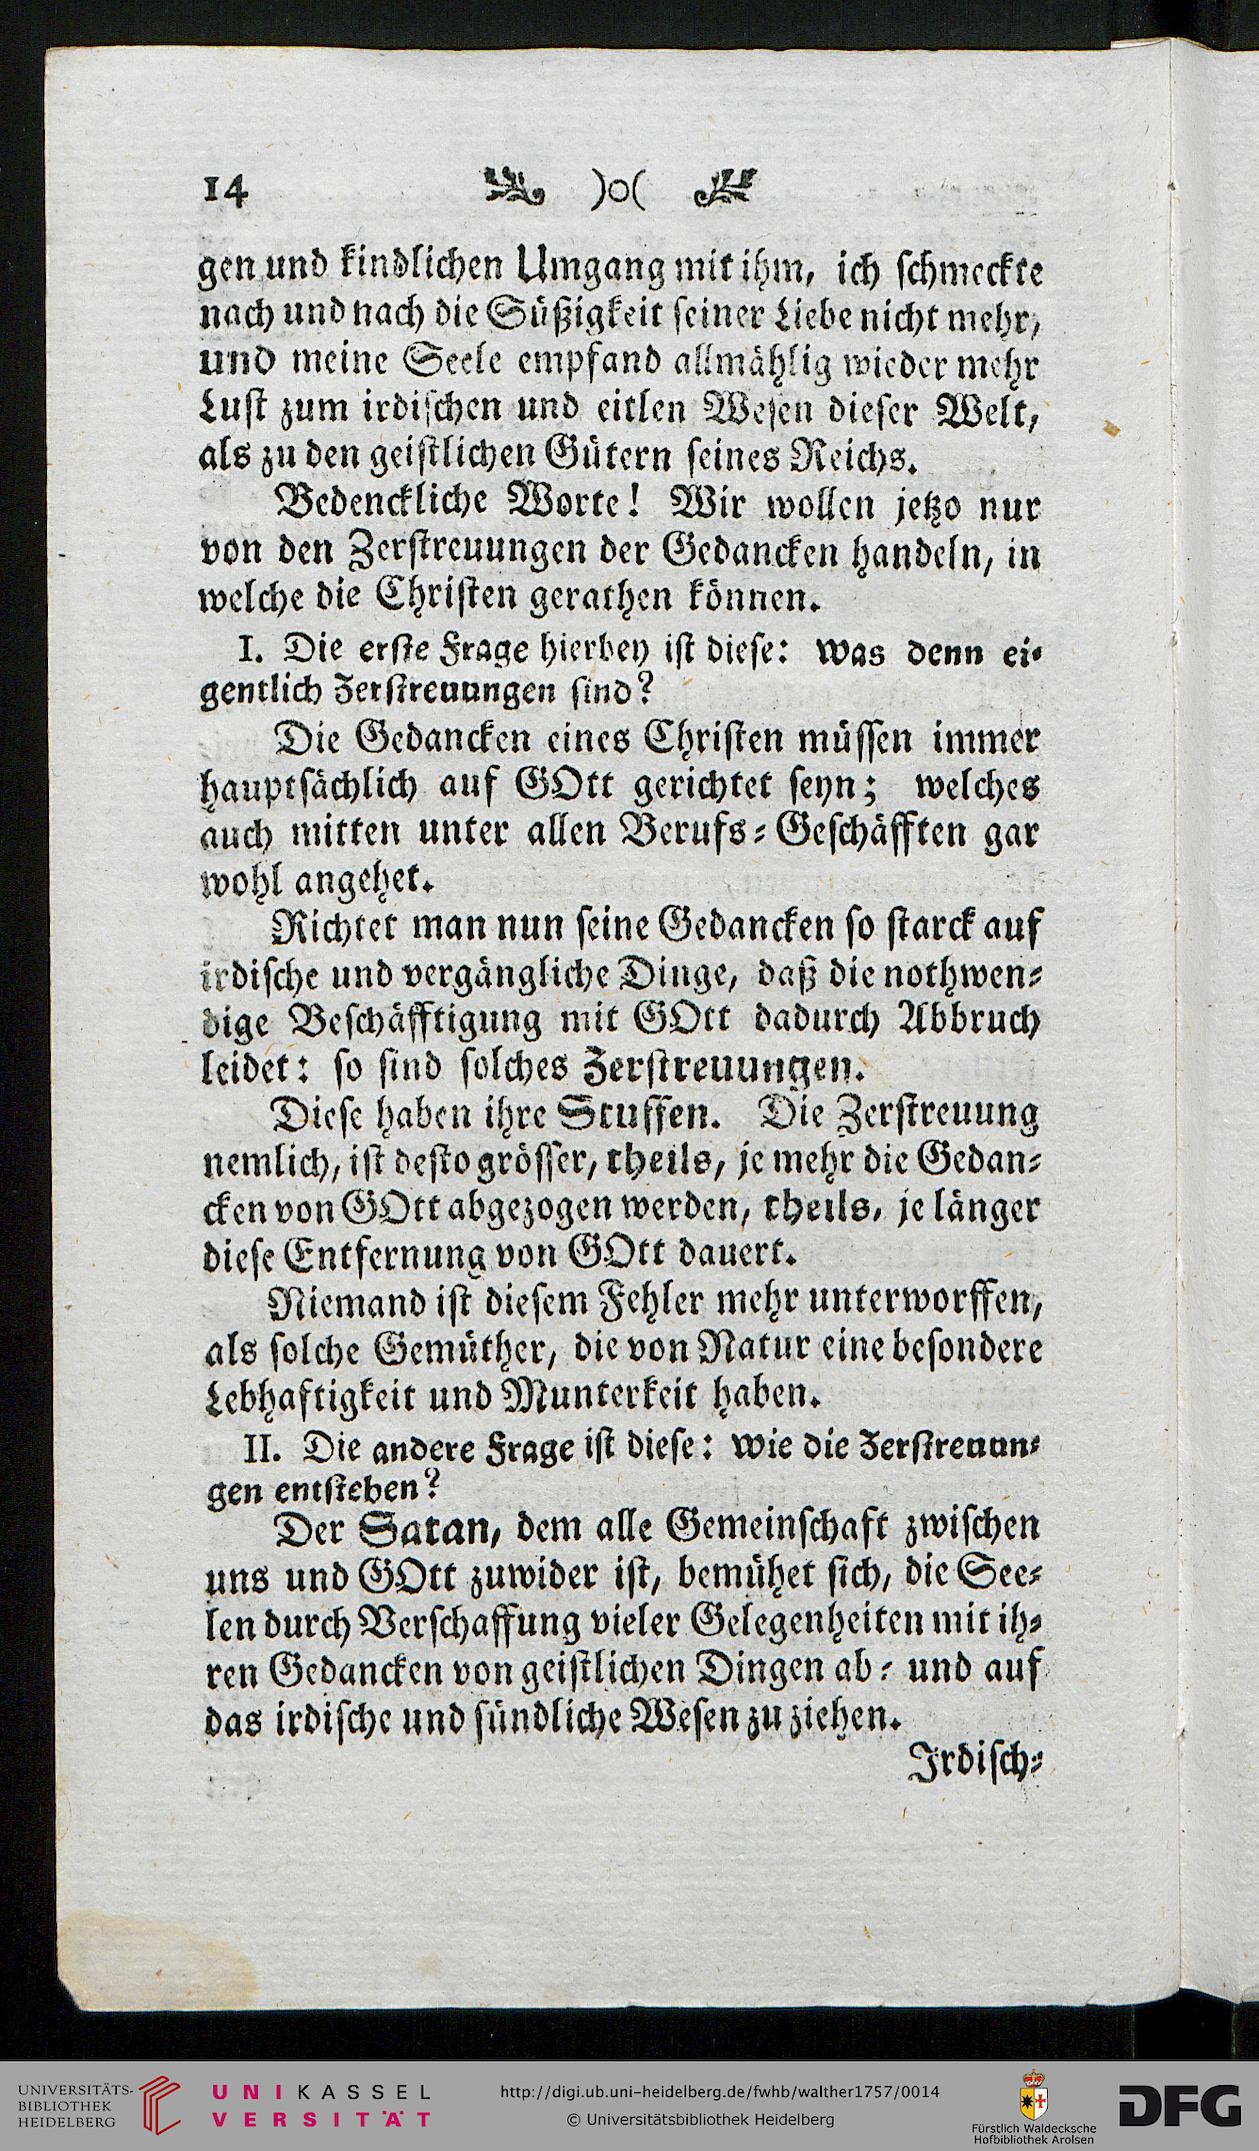 14 )o(
gen und kindlichen Umgang mit ihm, ich schmeckte
nach und nach die Süßigkeit seiner Liebe nicht mehr,
und meine Seele empfand allmählig wieder mehr
Lust zum irdischen und eitlen Wesen dieser Welt,
als zu den geistlichen Gütern seines Reichs.
Bedenckliche Worte! Wir wollen jetzo nur
von den Zerstreuungen der Gedancken handeln, in
welche die Christen gerathen können.
I. Die erste Frage hierbey ist diese: was denn ei-
gentlich Zerstreuungen sind?
Die Gedancken eines Christen müssen immer
hauptsächlich auf GOtt gerichtet seyn; welches
auch mitten unter allen Berufs-Geschäfften gar
wohl angehet.
Richtet man nun seine Gedancken so starck auf
irdische und vergängliche Dinge, daß die nothwen-
dige Beschäfftigung mit GOtt dadurch Abbruch
leidet: so sind solches Zerstreuungen.
Diese haben ihre Stuffen. Die Zerstreuung
nemlich, ist desto grösser, theils, je mehr die Gedan-
cken von GOtt abgezogen werden, theils, je länger
diese Entfernung von GOtt dauert.
Niemand ist diesem Fehler mehr unterworffen,
als solche Gemüther, die von Natur eine besondere
Lebhaftigkeit und Munterkeit haben.
II. Die andere Frage ist diese: wie die Zerstreuun-
gen entstehen?
Der Satan, dem alle Gemeinschaft zwischen
uns und GOtt zuwider ist, bemühet sich, die See-
len durch Verschaffung vieler Gelegenheiten mit ih-
ren Gedancken von geistlichen Dingen ab- und auf
das irdische und sündliche Wesen zu ziehen.
Irdisch-
UNIVERSITÄTS-
BIBLIOTHEK
HEIDELBERG
UNIKASSEL
VERSITÄT
http://digi.ub.uni-heidelberg.de/fwhb/walther1757/0014
© Universitätsbibliothek Heidelberg
Fürstlich Waldecksche
Hofbibliothek Arolsen
DFG